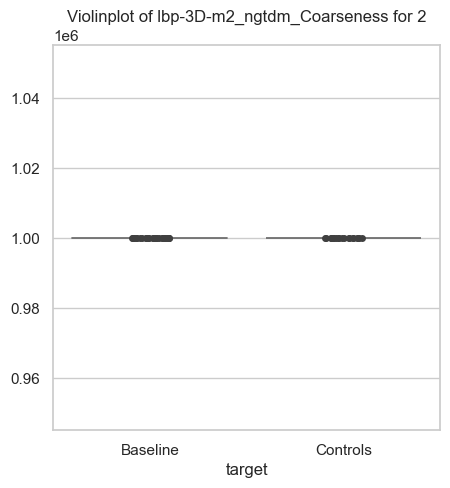 Violinplot of lbp-3D-m2_ngtdm_Coarseness for 2
1e6
1.04
1.02
1.00
0.98
0.96
Baseline Controls
target